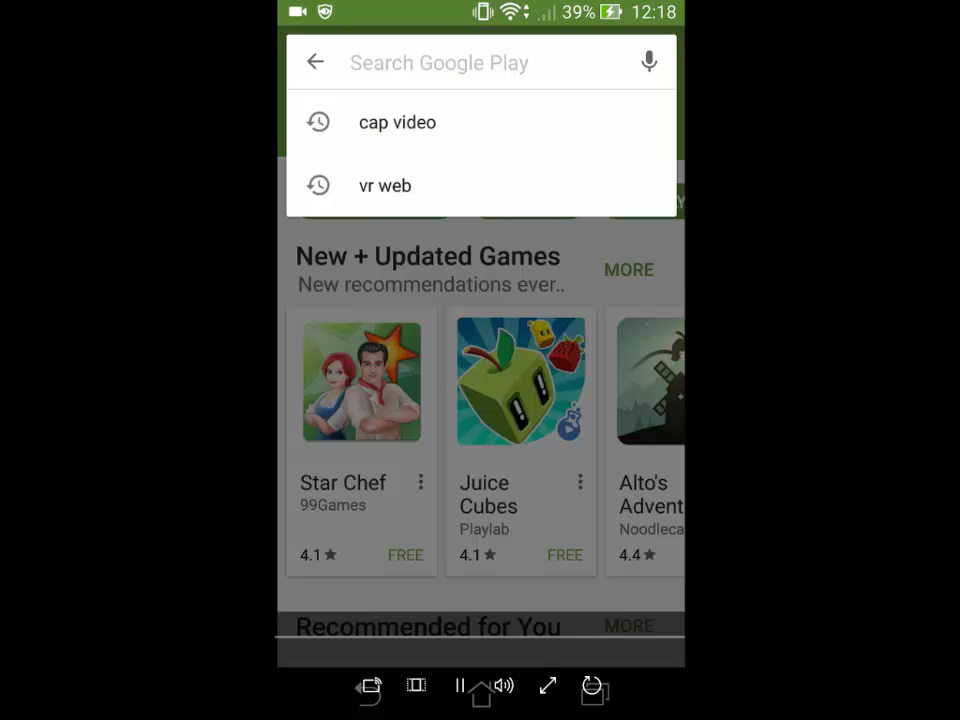 39% 12:18
Search Google Play
cap video
vr web
New + Updated Games
MORE
New recommendations ever..
Star Chef
99Games
4.1 FREE
Juice
Cubes
Playlab
4.1 FREE
Alto's
Advent
Noodleca
4.4
Recommended for You
MORE